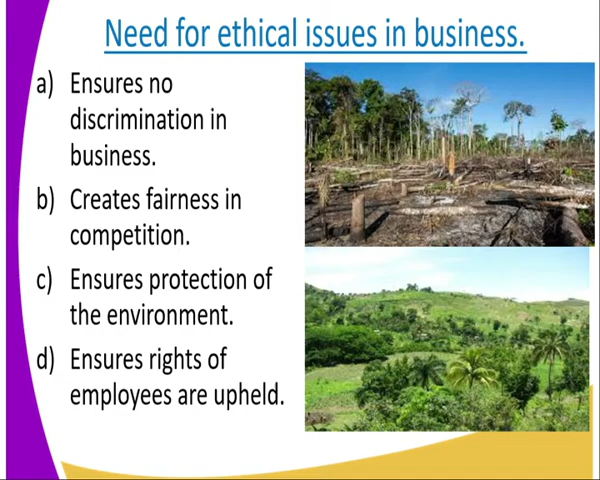 Need for ethical issues in business.
a) Ensures no
discrimination in
business.
b) Creates fairness in
competition.
c) Ensures protection of
the environment.
d) Ensures rights of
employees are upheld.